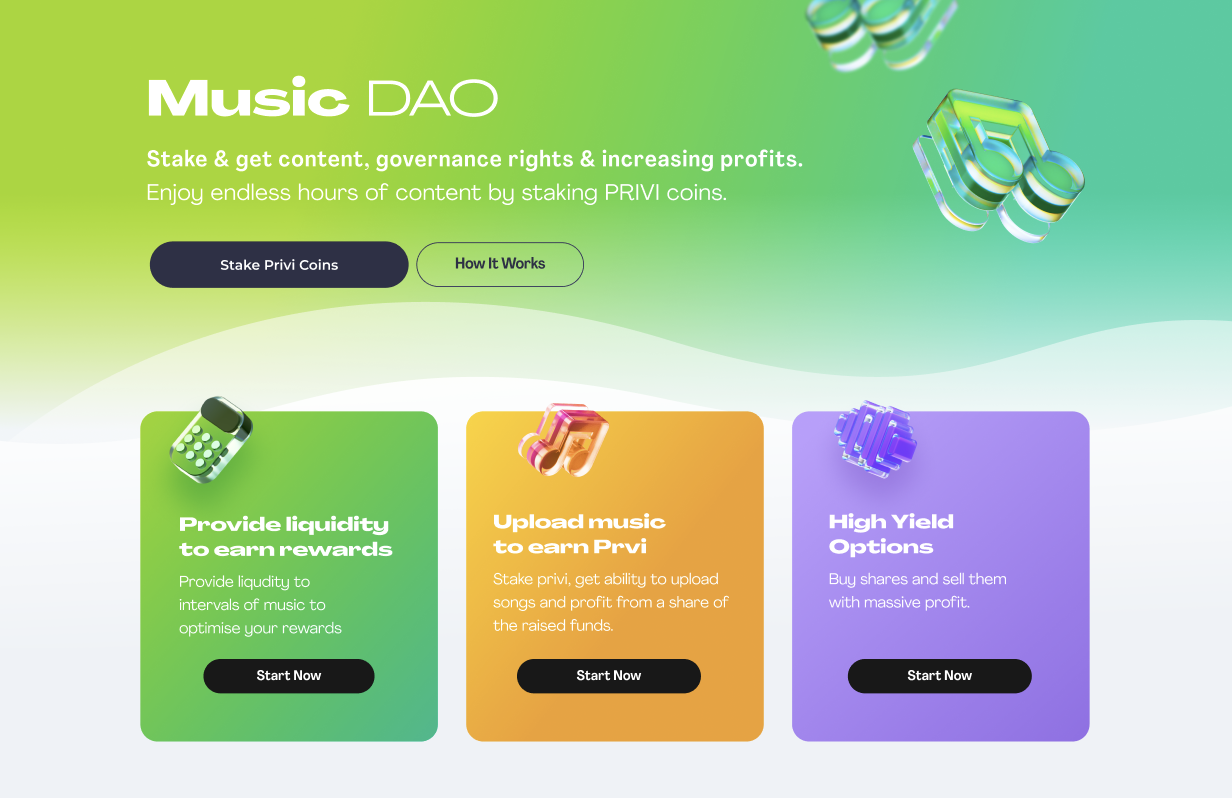 Music DAO
Stake & get content, governance rights & increasing profits.
Enjoy endless hours of content by staking PRIVI coins.
Stake Privi Coins
How It Works
Provide liquidity
to earn rewards
Provide liqudity to
intervals of music to
optimise your rewards
Start Now
Upload music
to earn Prvi
Stake privi, get ability to upload
songs and profit from a share of
the raised funds.
Start Now
High Yield
Options
Buy shares and sell them
with massive profit.
Start Now